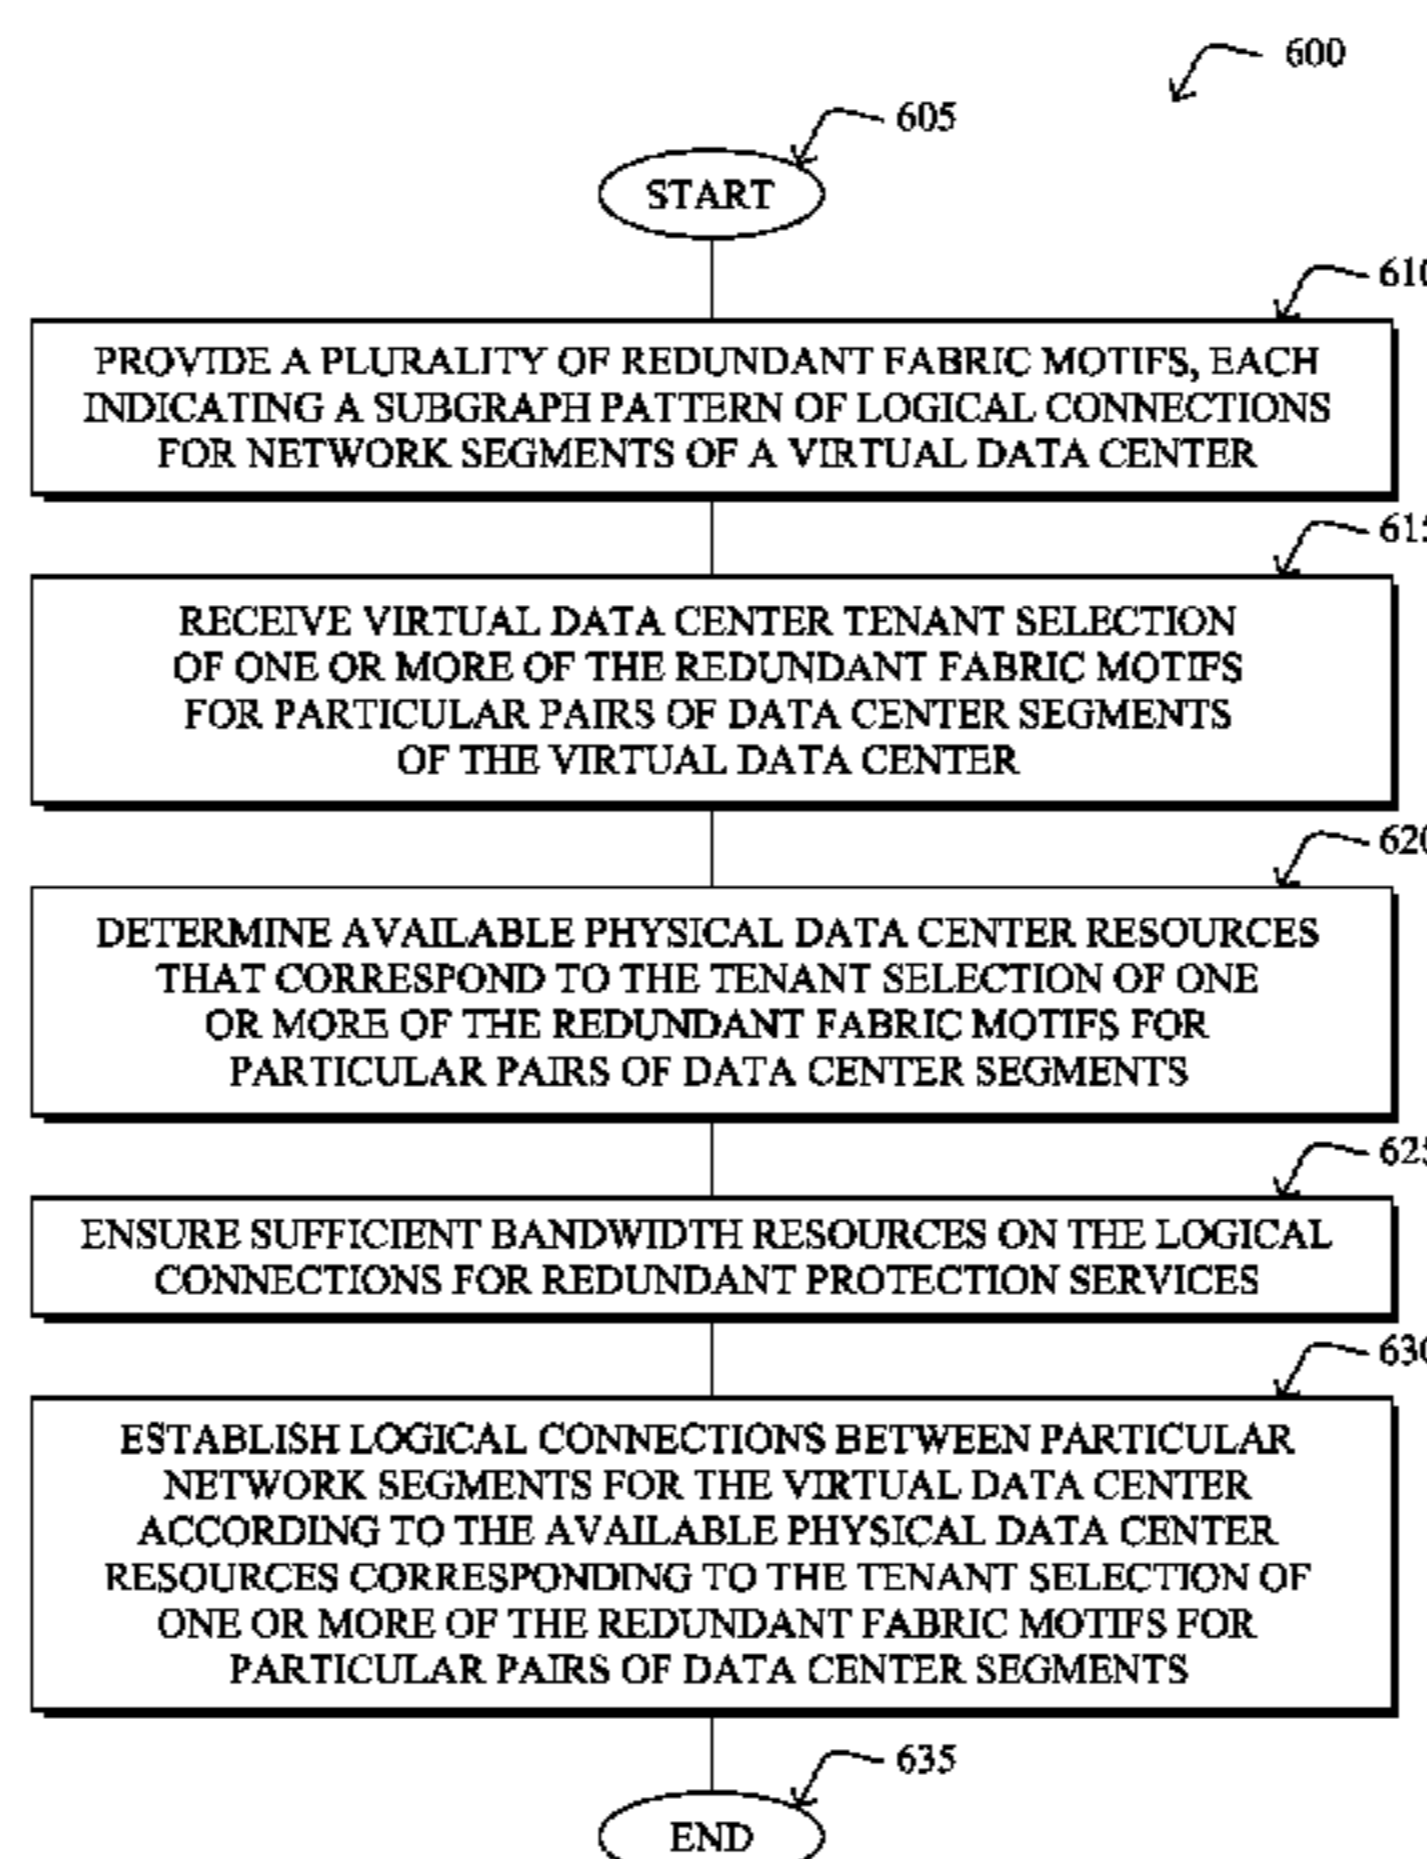 600
605
START
610
PROVIDE A PLURALITY OF REDUNDANT FABRIC MOTIFS, EACH
INDICATING A SUBGRAPH PATTERN OF LOGICAL CONNECTIONS
FOR NETWORK SEGMENTS OF A VIRTUAL DATA CENTER
615
RECEIVE VIRTUAL DATA CENTER TENANT SELECTION
OF ONE OR MORE OF THE REDUNDANT FABRIC MOTIFS
FOR PARTICULAR PAIRS OF DATA CENTER SEGMENTS
OF THE VIRTUAL DATA CENTER
620
DETERMINE AVAILABLE PHYSICAL DATA CENTER RESOURCES
THAT CORRESPOND TO THE TENANT SELECTION OF ONE
OR MORE OF THE REDUNDANT FABRIC MOTIFS FOR
PARTICULAR PAIRS OF DATA CENTER SEGMENTS
625
ENSURE SUFFICIENT BANDWIDTH RESOURCES ON THE LOGICAL
CONNECTIONS FOR REDUNDANT PROTECTION SERVICES
630
ESTABLISH LOGICAL CONNECTIONS BETWEEN PARTICULAR
NETWORK SEGMENTS FOR THE VIRTUAL DATA CENTER
ACCORDING TO THE AVAILABLE PHYSICAL DATA CENTER
RESOURCES CORRESPONDING TO THE TENANT SELECTION OF
ONE OR MORE OF THE REDUNDANT FABRIC MOTIFS FOR
PARTICULAR PAIRS OF DATA CENTER SEGMENTS
635
END